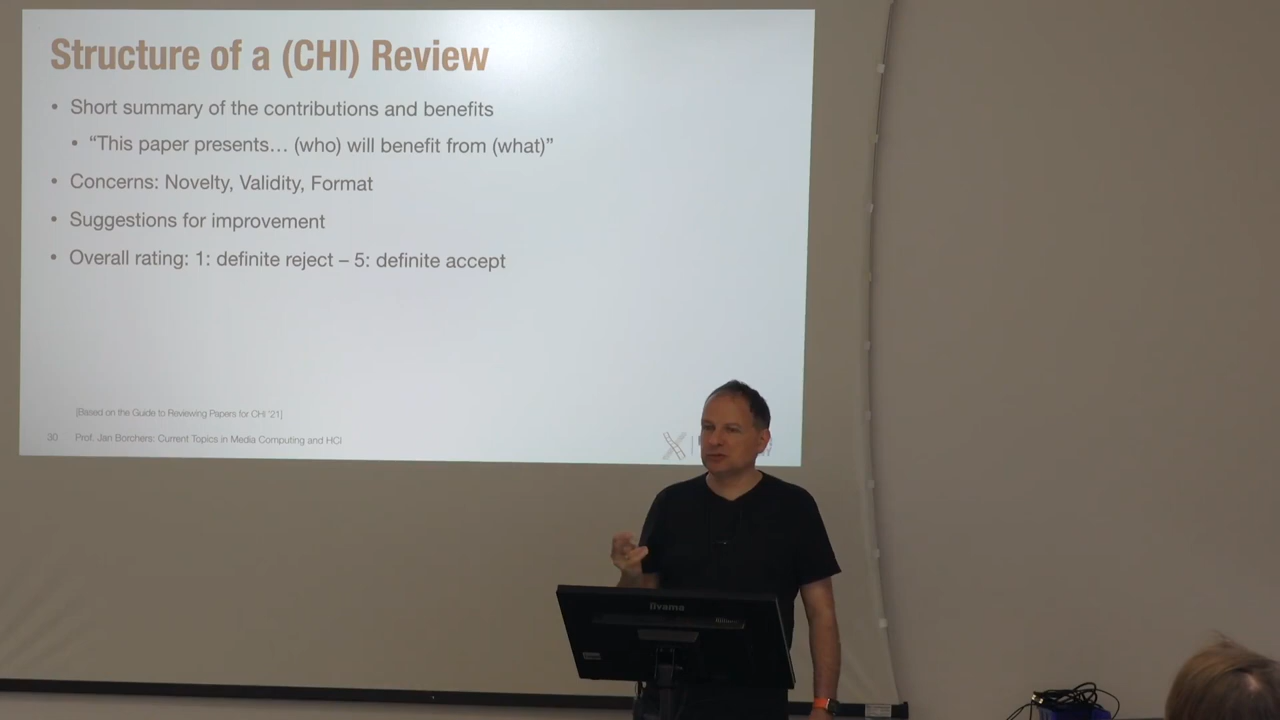 Structure of a (CHI) Review
• Short summary of the contributions and benefits
• “This paper presents… (who) will benefit from (what)”
• Concerns: Novelty, Validity, Format
• Suggestions for improvement
• Overall rating: 1: definite reject – 5: definite accept
[Based on the Guide to Reviewing Papers for CHI ’21]
30 Prof. Jan Borchers: Current Topics in Media Computing and HCI
iiyama